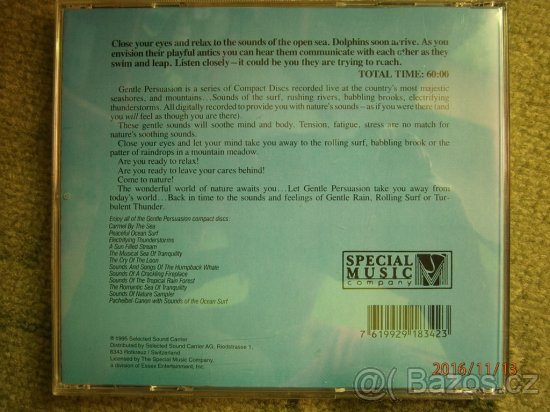 Close your eyes and relax to the sounds of the open sea. Dolphins soon arrive. As you
envision their playful antics you can hear them communicate with each other as they
swim and leap. Listen closely—it could be you they are trying to reach.
TOTAL TIME: 60:06
Gentle Persuasion is a series of Compact Discs recorded live at the country's most majestic
seashores, and mountains...Sounds of the surf, rushing rivers, babbling brooks, electrifying
thunderstorms. All digitally recorded to provide you with nature's sounds – as if you were there (and
you will feel as though you are there).
These gentle sounds will soothe mind and body. Tension, fatigue, stress are no match for
nature's soothing sounds.
Close your eyes and let your mind take you away to the rolling surf, babbling brook or the
patter of raindrops in a mountain meadow.
Are you ready to relax!
Are you ready to leave your cares behind!
Come to nature!
The wonderful world of nature awaits you...Let Gentle Persuasion take you away from
today's world...Back in time to the sounds and feelings of Gentle Rain, Rolling Surf or Tur-
bulent Thunder.
Enjoy all of the Gentle Persuasion compact discs:
Carmel By The Sea
Peaceful Ocean Surf
Electrifying Thunderstorms
A Sun Filled Stream
The Musical Sea Of Tranquility
The Cry Of The Loon
Sounds And Songs Of The Humpback Whale
Sounds Of A Crackling Fireplace
Sounds Of The Tropical Rain Forest
The Romantic Sea Of Tranquility
Sounds Of Nature Sampler
Pachelbel-Canon with Sounds of the Ocean Surf
SPECIAL
MUSIC
company
7 619929 183423
℗ 1995 Selected Sound Carrier
Distributed by Selected Sound Carrier AG, Riedstrasse 1,
6343 Rotkreuz / Switzerland
Licensed by The Special Music Company,
a division of Essex Entertainment, Inc.
2016/11/13
Bazos.cz